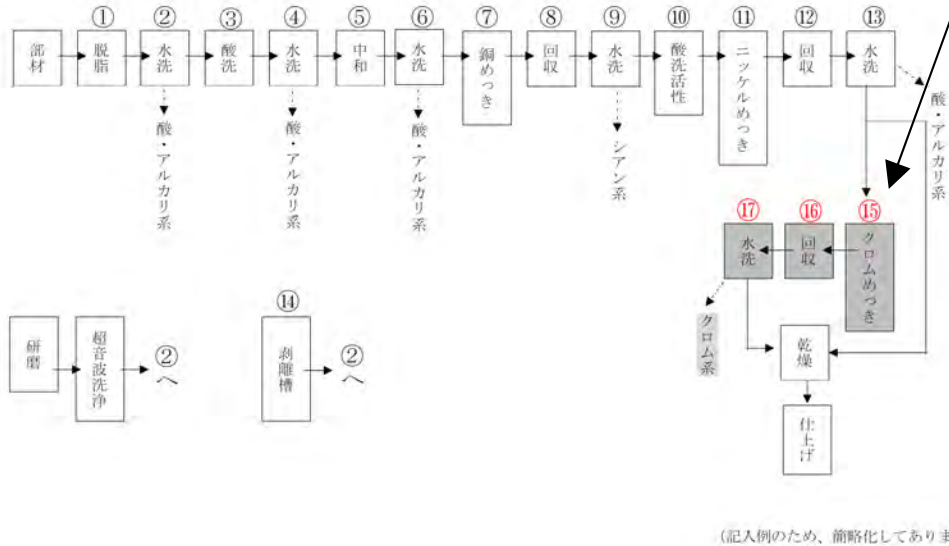 ① ② ③ ④ ⑤ ⑥ ⑦ ⑧ ⑨ ⑩ ⑪ ⑫ ⑬
部材
脱脂
水洗
酸洗
水洗
中和
水洗
銅めっき
回収
水洗
酸洗活性
ニッケルめっき
回収
水洗
酸・アルカリ系
酸・アルカリ系
酸・アルカリ系
シアン系
酸・アルカリ系
⑰ ⑯ ⑮
水洗
回収
クロムめっき
クロム系
⑭
研磨
超音波洗浄
②へ
剥離槽
②へ
乾燥
仕上げ
(記入例のため、簡略化してありま